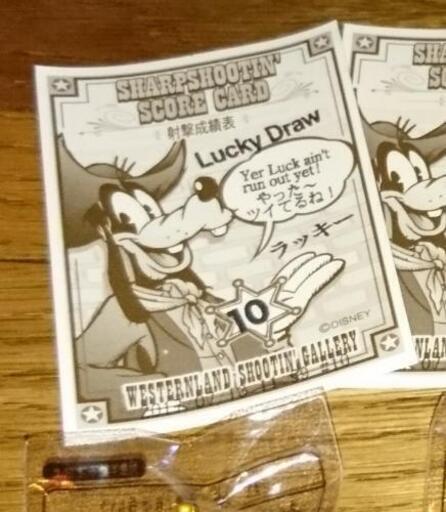 SHARPSHOOTIN'
SCORE CARD
射撃成績表
Lucky Draw
Yer Luck ain't
run out yet!
やった〜
ツイてるね!
ラッキー
10
©DISNEY
WESTERNLAND SHOOTIN' GALLERY